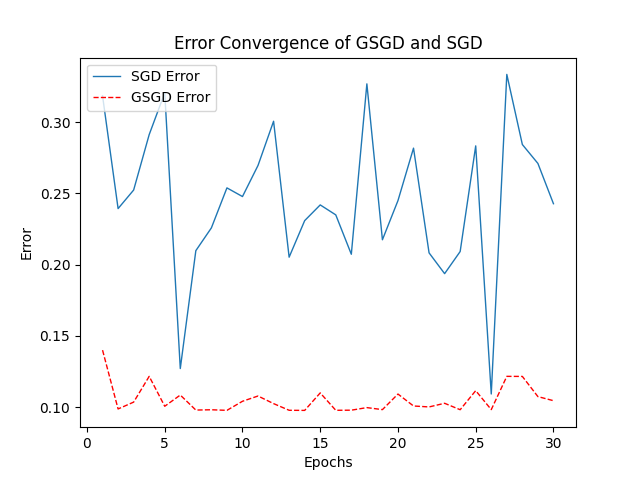 Error Convergence of GSGD and SGD
SGD Error
GSGD Error
0.30
0.25
0.20
0.15
0.10
Error
0 5 10 15 20 25 30
Epochs